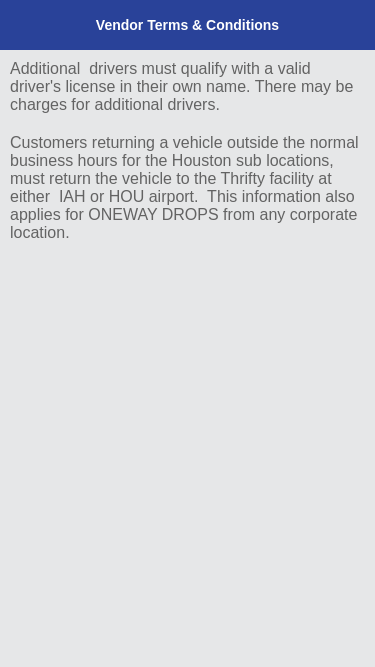 Vendor Terms & Conditions
Additional  drivers must qualify with a valid
driver's license in their own name. There may be
charges for additional drivers.
Customers returning a vehicle outside the normal
business hours for the Houston sub locations,
must return the vehicle to the Thrifty facility at
either  IAH or HOU airport.  This information also
applies for ONEWAY DROPS from any corporate
location.